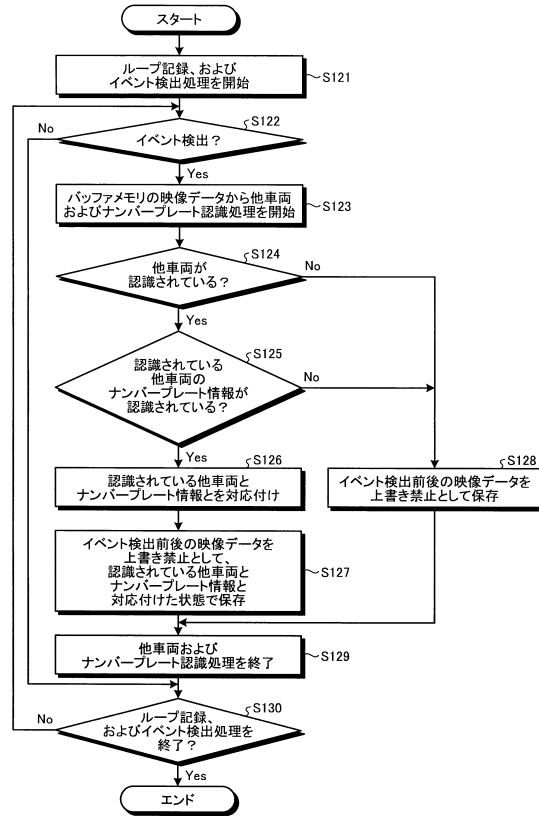 スタート
ループ記録、および
イベント検出処理を開始
S121
S122
No
イベント検出？
Yes
バッファメモリの映像データから他車両
およびナンバープレート認識処理を開始
S123
S124
他車両が
認識されている？
No
Yes
S125
認識されている
他車両の
ナンバープレート情報が
認識されている？
No
Yes
S126
認識されている他車両と
ナンバープレート情報とを対応付け
S128
イベント検出前後の映像データを
上書き禁止として保存
イベント検出前後の映像データを
上書き禁止として、
認識されている他車両と
ナンバープレート情報と
対応付けた状態で保存
S127
他車両および
ナンバープレート認識処理を終了
S129
S130
No
ループ記録、
およびイベント検出処理を
終了？
Yes
エンド